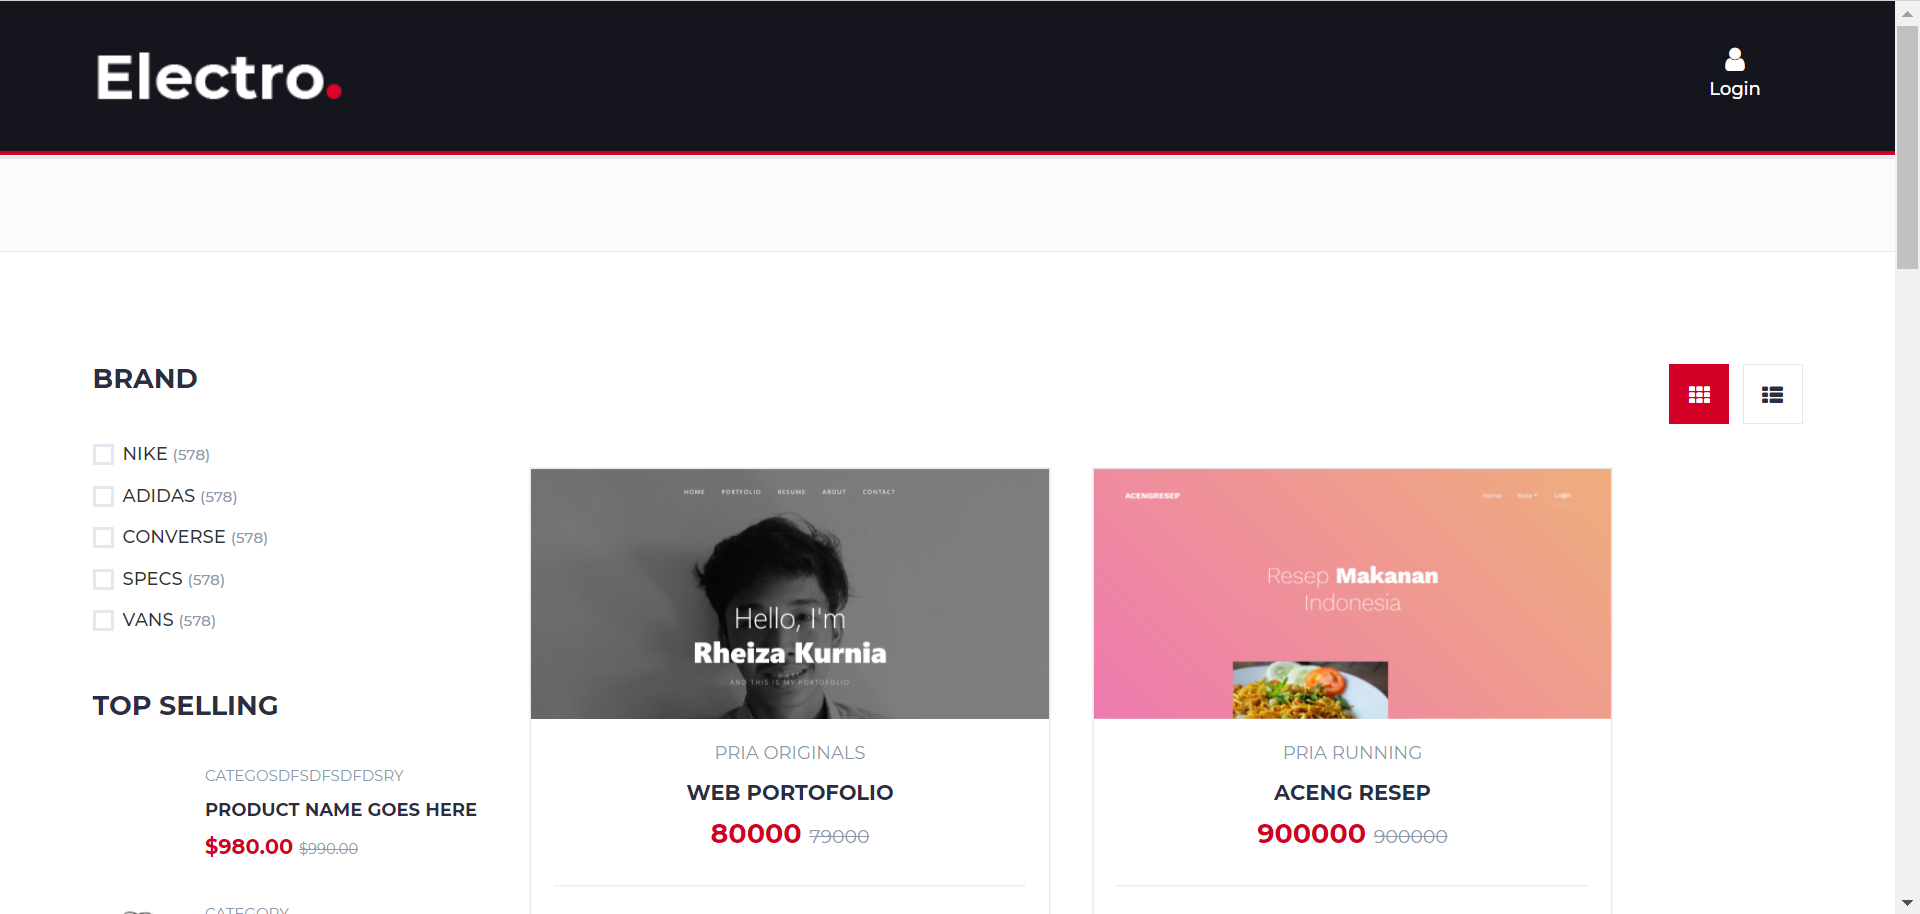 Electro.
Login
BRAND
NIKE (578)
ADIDAS (578)
CONVERSE (578)
SPECS (578)
VANS (578)
TOP SELLING
CATEGOSDFSDFSDFDSRY
PRODUCT NAME GOES HERE
$980.00 $990.00
CATEGORY
HOME PORTFOLIO RESUME ABOUT CONTACT
Hello, I'm
Rheiza Kurnia
AND THIS IS MY PORTOFOLIO
PRIA ORIGINALS
WEB PORTOFOLIO
80000 79000
ACENGRESEP Home Kota Login
Resep Makanan
Indonesia
PRIA RUNNING
ACENG RESEP
900000 900000